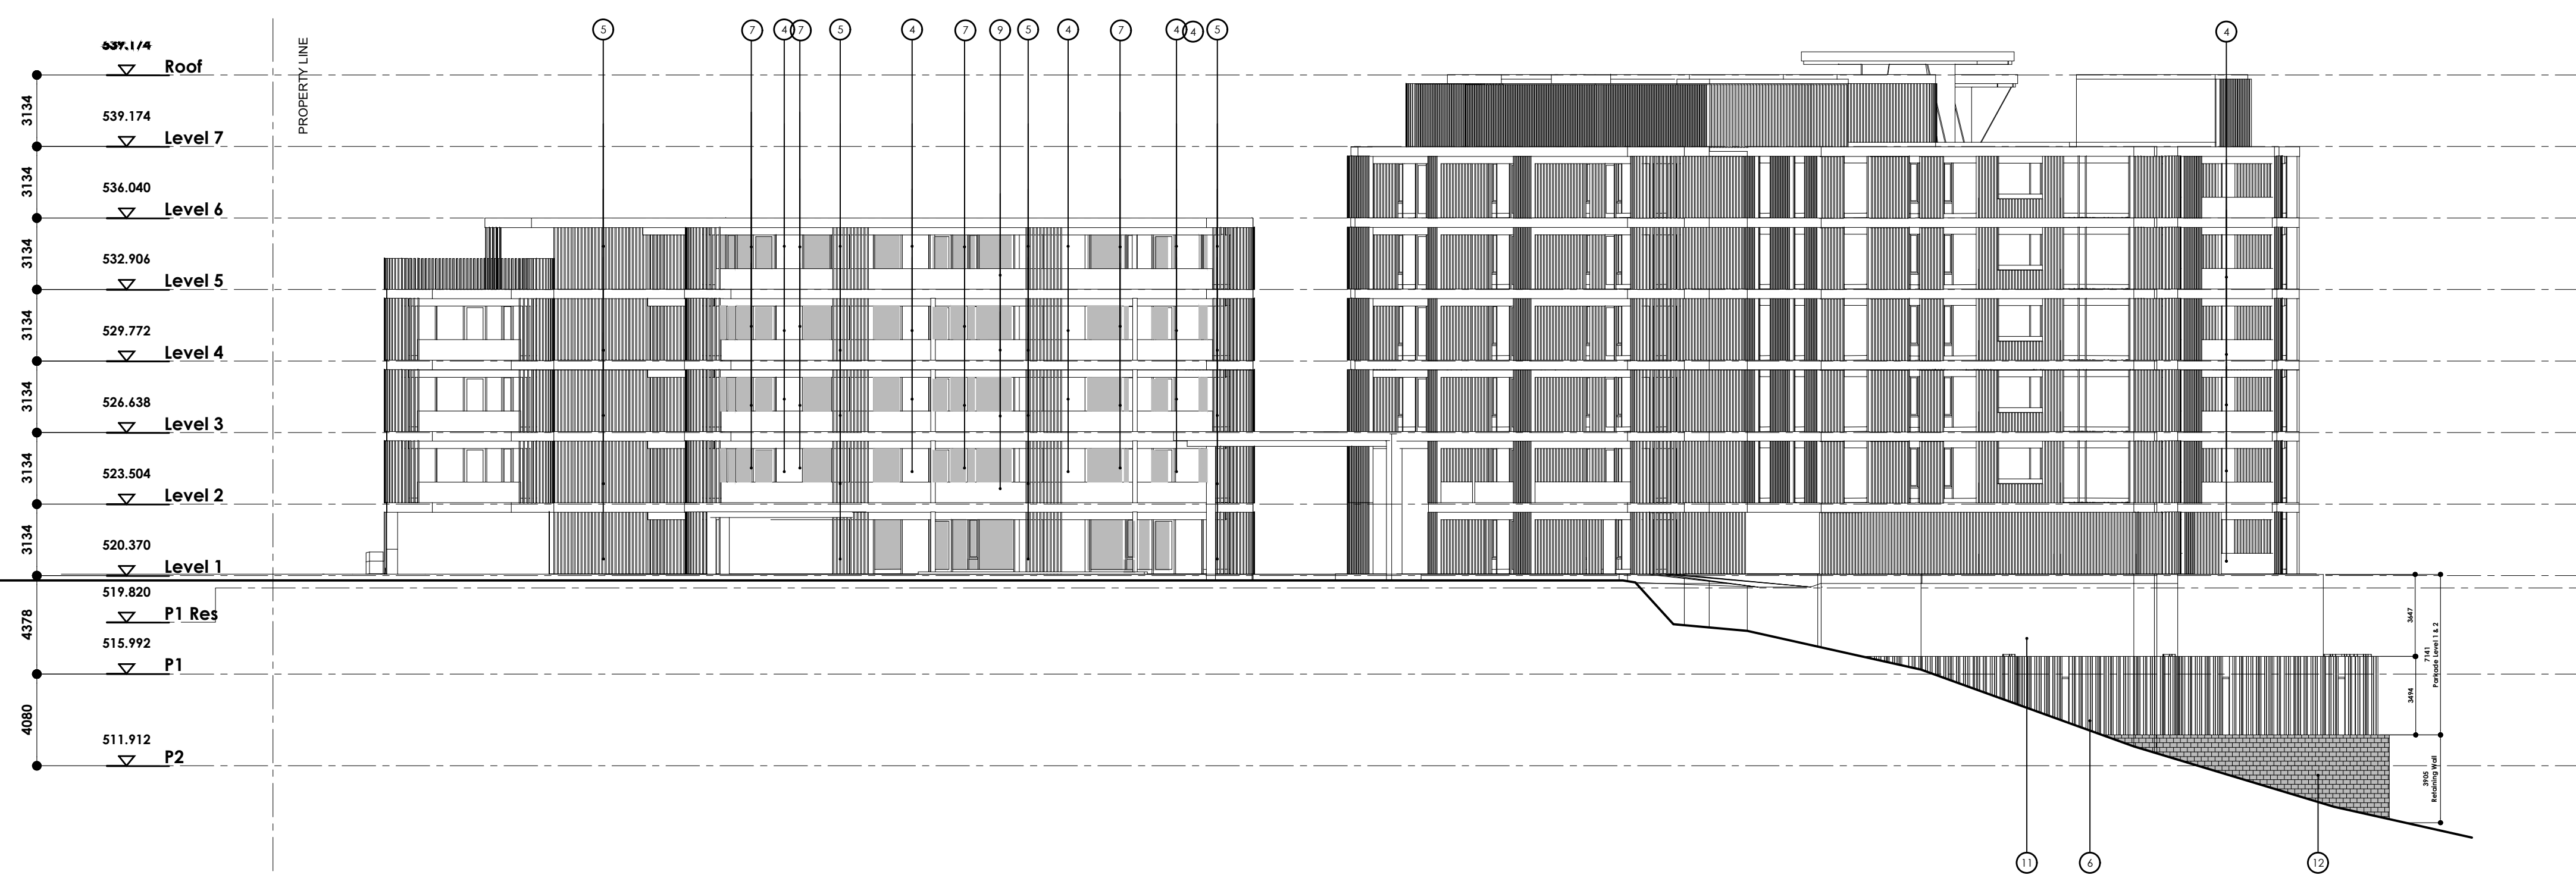 5 7 4 7 5 4 7 9 5 4 7 4 4 5 4
PROPERTY LINE
539.174
Roof
3134
539.174
Level 7
3134
536.040
Level 6
3134
532.906
Level 5
3134
529.772
Level 4
3134
526.638
Level 3
3134
523.504
Level 2
3134
520.370
Level 1
519.820
P1 Res
4378
515.992
P1
4080
511.912
P2
3647
7141
Parkade Level 1 & 2
3494
3905
Retaining Wall
11 6 12